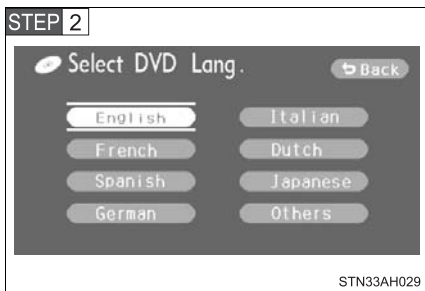 STEP 2
Select DVD Lang.
Back
English
Italian
French
Dutch
Spanish
Japanese
German
Others
STN33AH029